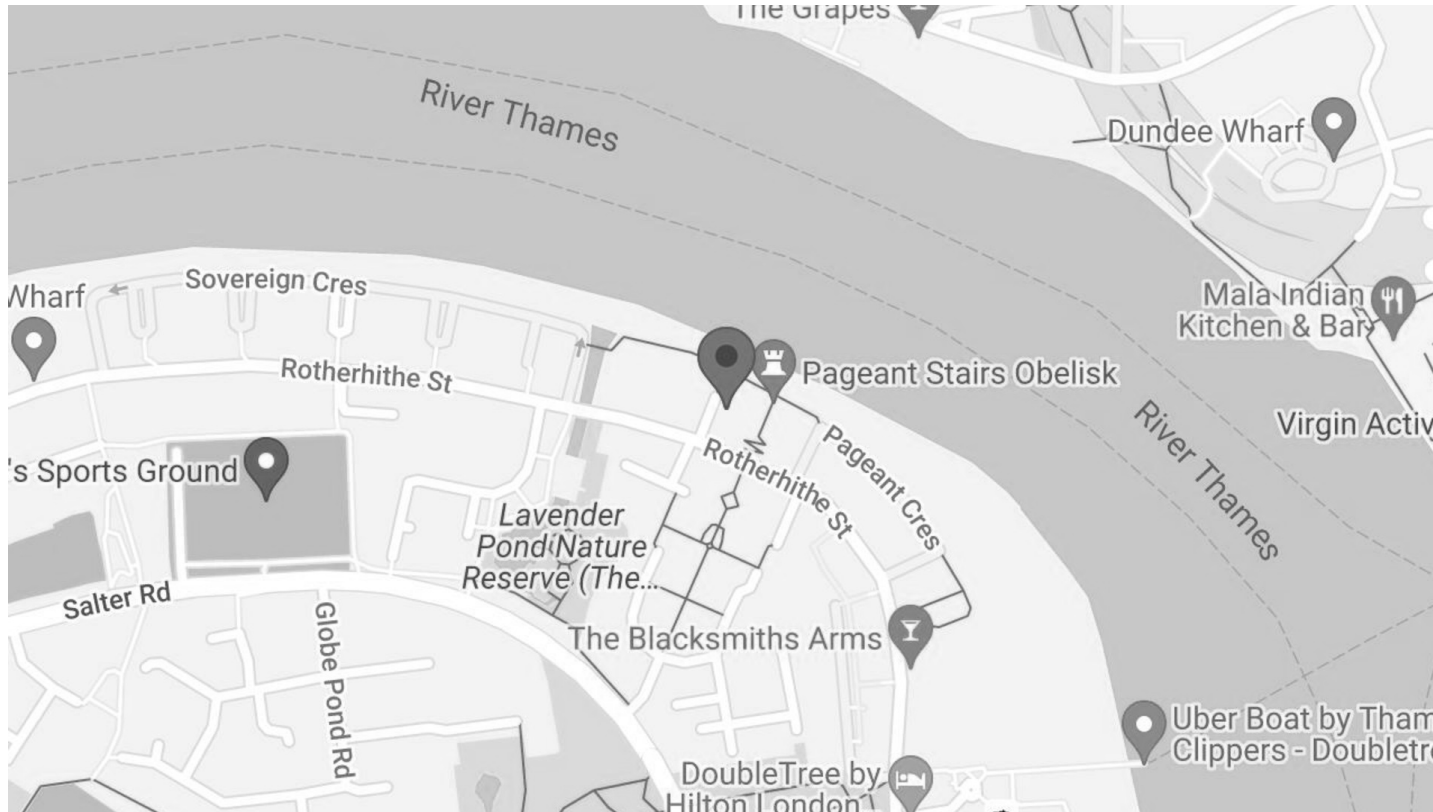 The Grapes
River Thames
Dundee Wharf
Sovereign Cres
Wharf
Mala Indian
Kitchen & Bar
Rotherhithe St
Pageant Stairs Obelisk
Virgin Activ
River Thames
Pageant Cres
Rotherhithe St
's Sports Ground
Lavender
Pond Nature
Reserve (The...
Salter Rd
Globe Pond Rd
The Blacksmiths Arms
Uber Boat by Tham
Clippers - Doubletre
DoubleTree by
Hilton London